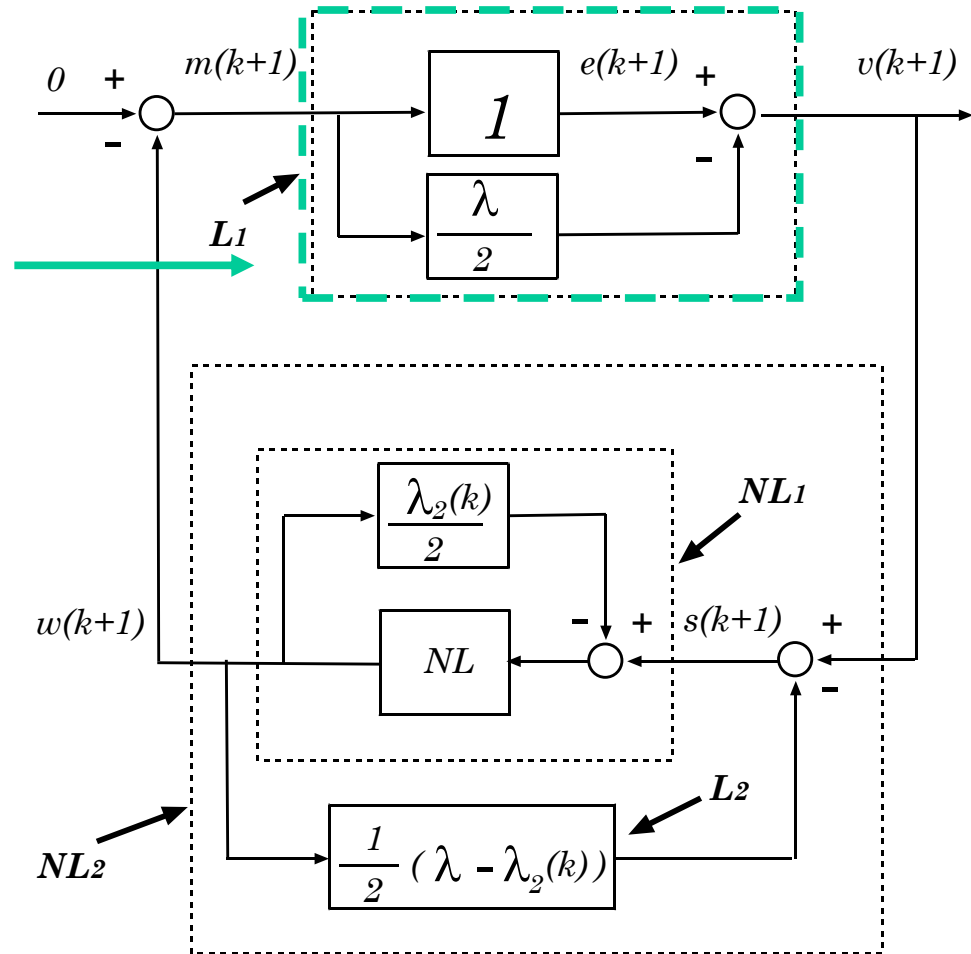 0 + m(k+1) e(k+1) + v(k+1)
1
- -
L1
λ
2
λ2(k)
2
NL1
w(k+1)
- + s(k+1) +
NL
-
L2
NL2
1
2
( λ - λ2(k) )